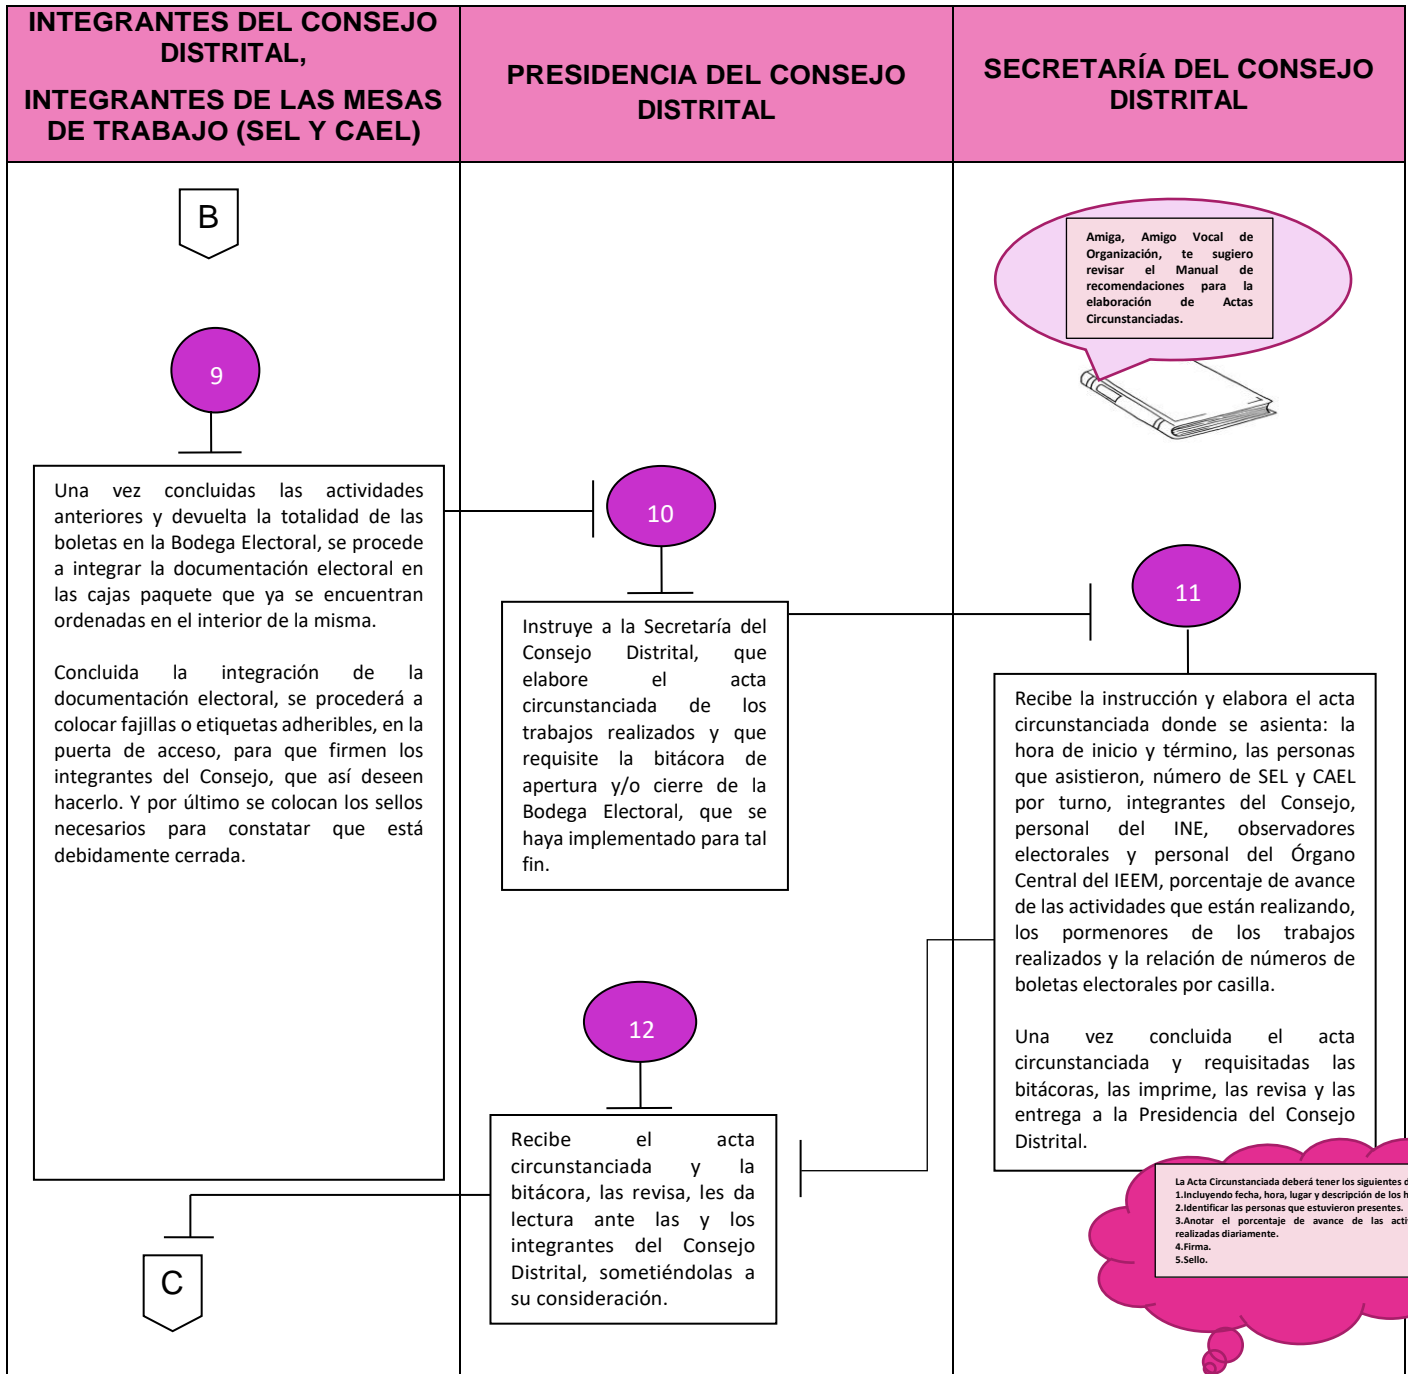 INTEGRANTES DEL CONSEJO
DISTRITAL,
INTEGRANTES DE LAS MESAS
DE TRABAJO (SEL Y CAEL)
PRESIDENCIA DEL CONSEJO
DISTRITAL
SECRETARÍA DEL CONSEJO
DISTRITAL
B
Amiga, Amigo Vocal de
Organización, te sugiero
revisar el Manual de
recomendaciones para la
elaboración de Actas
Circunstanciadas.
9
Una vez concluidas las actividades
anteriores y devuelta la totalidad de las
boletas en la Bodega Electoral, se procede
a integrar la documentación electoral en
las cajas paquete que ya se encuentran
ordenadas en el interior de la misma.
Concluida la integración de la
documentación electoral, se procederá a
colocar fajillas o etiquetas adheribles, en la
puerta de acceso, para que firmen los
integrantes del Consejo, que así deseen
hacerlo. Y por último se colocan los sellos
necesarios para constatar que está
debidamente cerrada.
10
Instruye a la Secretaría del
Consejo Distrital, que
elabore el acta
circunstanciada de los
trabajos realizados y que
requisite la bitácora de
apertura y/o cierre de la
Bodega Electoral, que se
haya implementado para tal
fin.
11
Recibe la instrucción y elabora el acta
circunstanciada donde se asienta: la
hora de inicio y término, las personas
que asistieron, número de SEL y CAEL
por turno, integrantes del Consejo,
personal del INE, observadores
electorales y personal del Órgano
Central del IEEM, porcentaje de avance
de las actividades que están realizando,
los pormenores de los trabajos
realizados y la relación de números de
boletas electorales por casilla.
Una vez concluida el acta
circunstanciada y requisitadas las
bitácoras, las imprime, las revisa y las
entrega a la Presidencia del Consejo
Distrital.
12
Recibe el acta
circunstanciada y la
bitácora, las revisa, les da
lectura ante las y los
integrantes del Consejo
Distrital, sometiéndolas a
su consideración.
La Acta Circunstanciada deberá tener los siguientes
1.Incluyendo fecha, hora, lugar y descripción de los
2.Identificar las personas que estuvieron presentes.
3.Anotar el porcentaje de avance de las
realizadas diariamente.
4.Firma.
5.Sello.
C